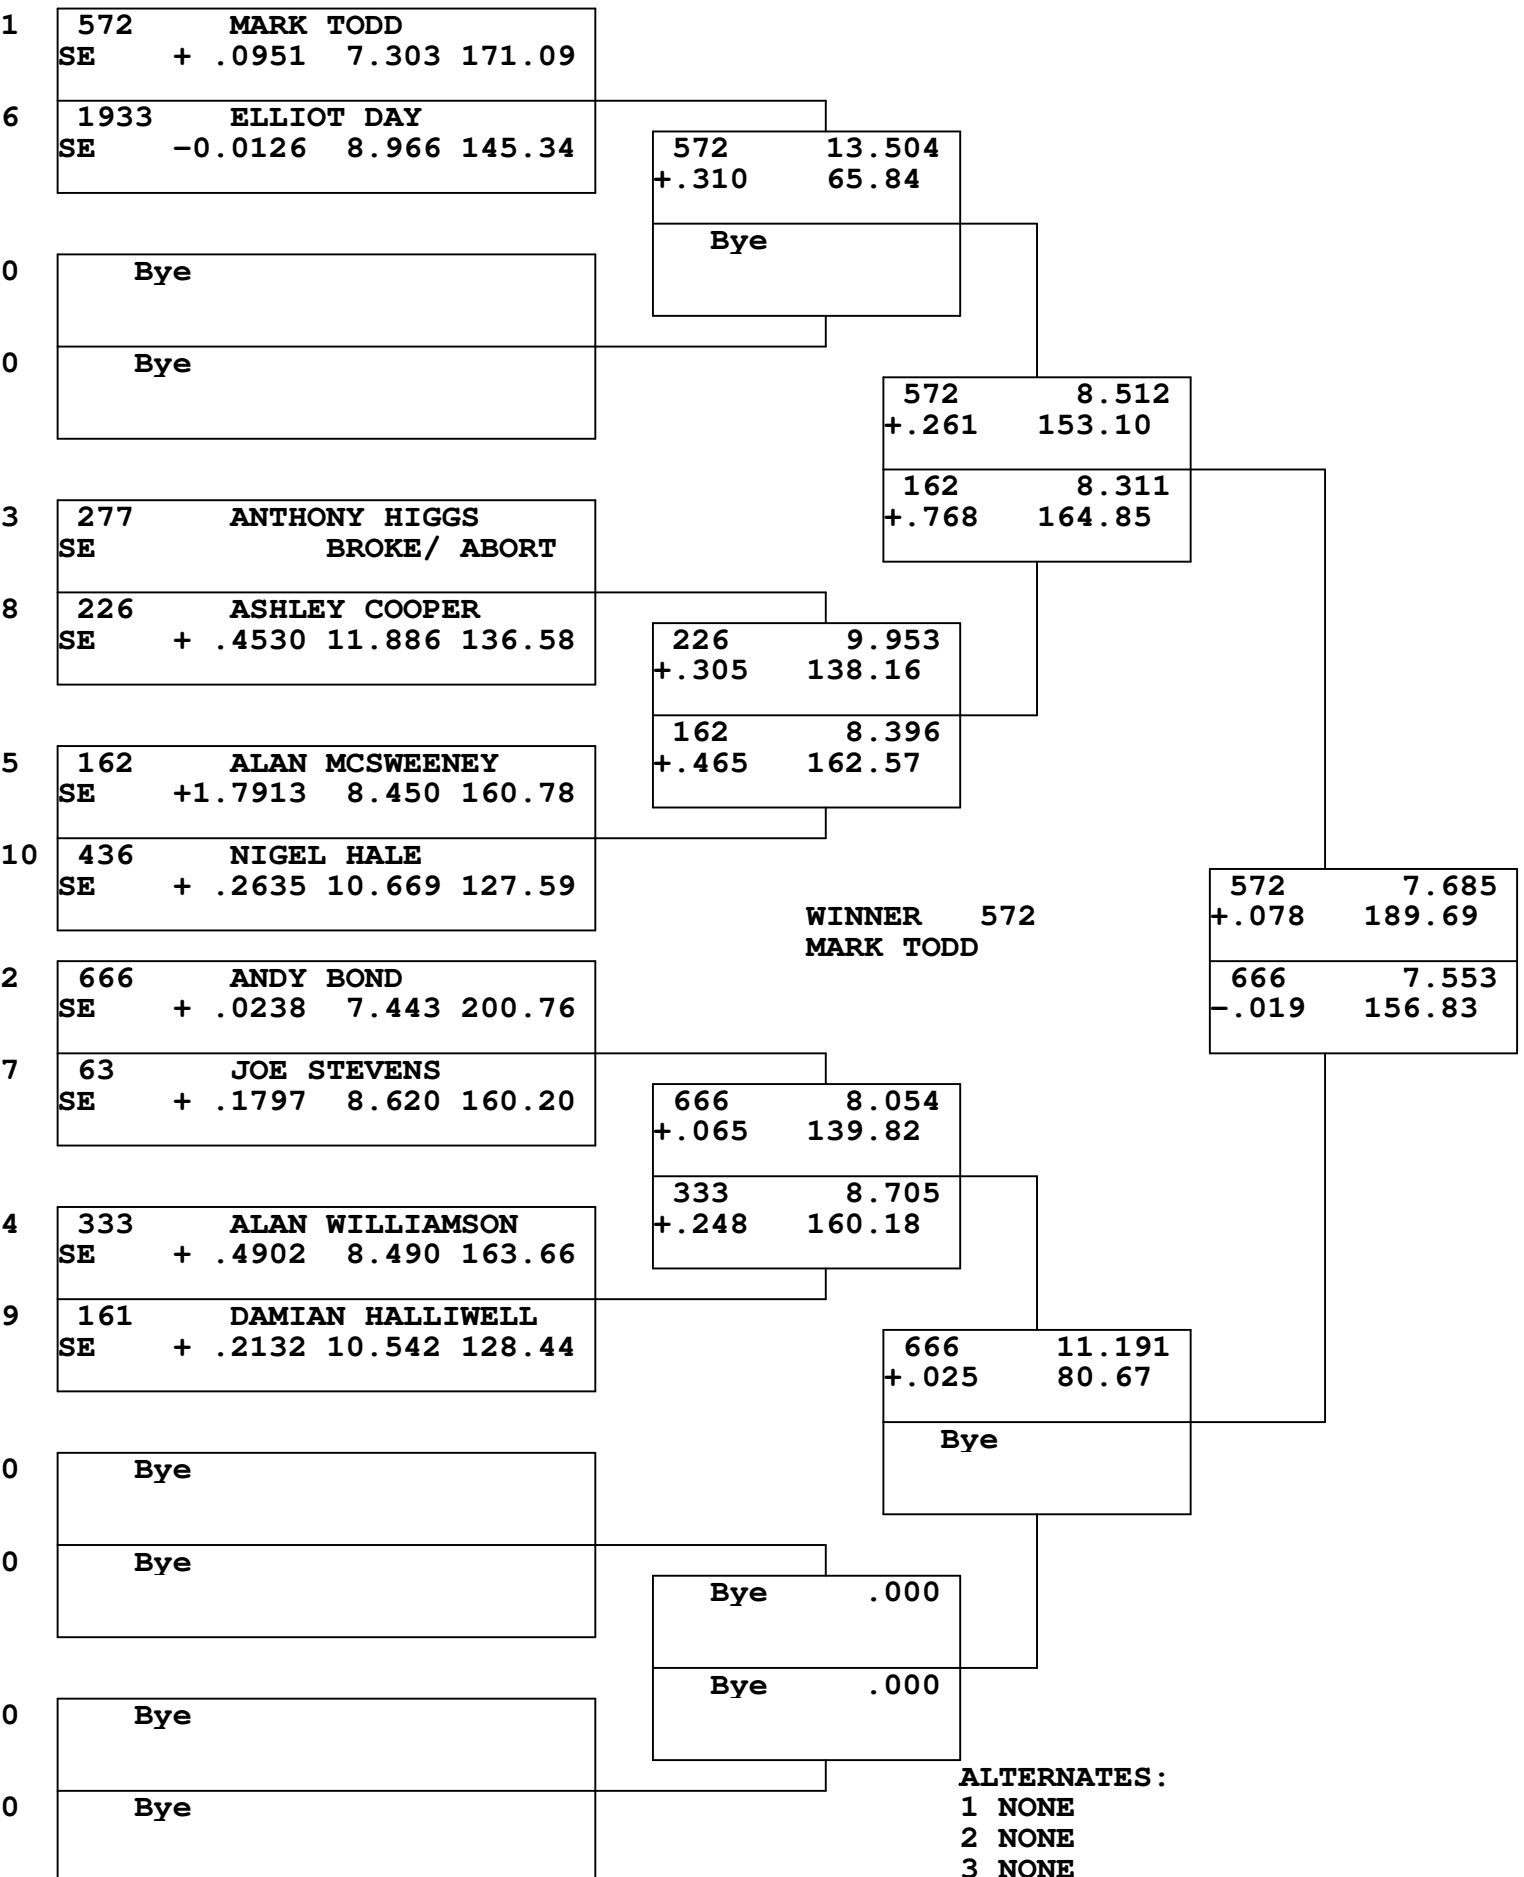 1 572 MARK TODD
SE + .0951 7.303 171.09
6 1933 ELLIOT DAY
SE -0.0126 8.966 145.34
0 Bye
0 Bye
3 277 ANTHONY HIGGS
SE BROKE/ ABORT
8 226 ASHLEY COOPER
SE + .4530 11.886 136.58
5 162 ALAN MCSWEENEY
SE +1.7913 8.450 160.78
10 436 NIGEL HALE
SE + .2635 10.669 127.59
2 666 ANDY BOND
SE + .0238 7.443 200.76
7 63 JOE STEVENS
SE + .1797 8.620 160.20
4 333 ALAN WILLIAMSON
SE + .4902 8.490 163.66
9 161 DAMIAN HALLIWELL
SE + .2132 10.542 128.44
0 Bye
0 Bye
0 Bye
0 Bye
572 13.504
+.310 65.84
Bye
226 9.953
+.305 138.16
162 8.396
+.465 162.57
666 8.054
+.065 139.82
333 8.705
+.248 160.18
Bye .000
Bye .000
572 8.512
+.261 153.10
162 8.311
+.768 164.85
666 11.191
+.025 80.67
Bye
572 7.685
+.078 189.69
666 7.553
-.019 156.83
WINNER 572
MARK TODD
ALTERNATES:
1 NONE
2 NONE
3 NONE